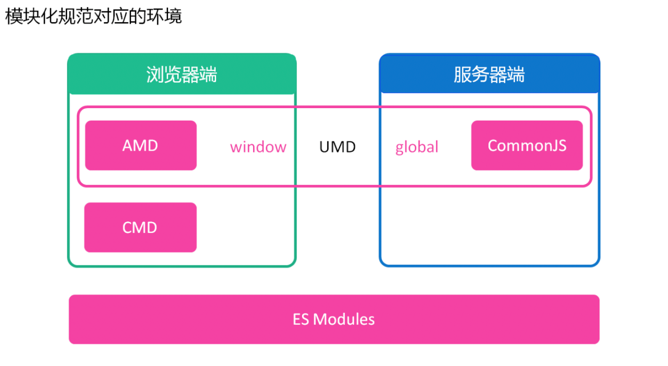 模块化规范对应的环境
浏览器端
服务器端
AMD
window
UMD
global
CommonJS
CMD
ES Modules